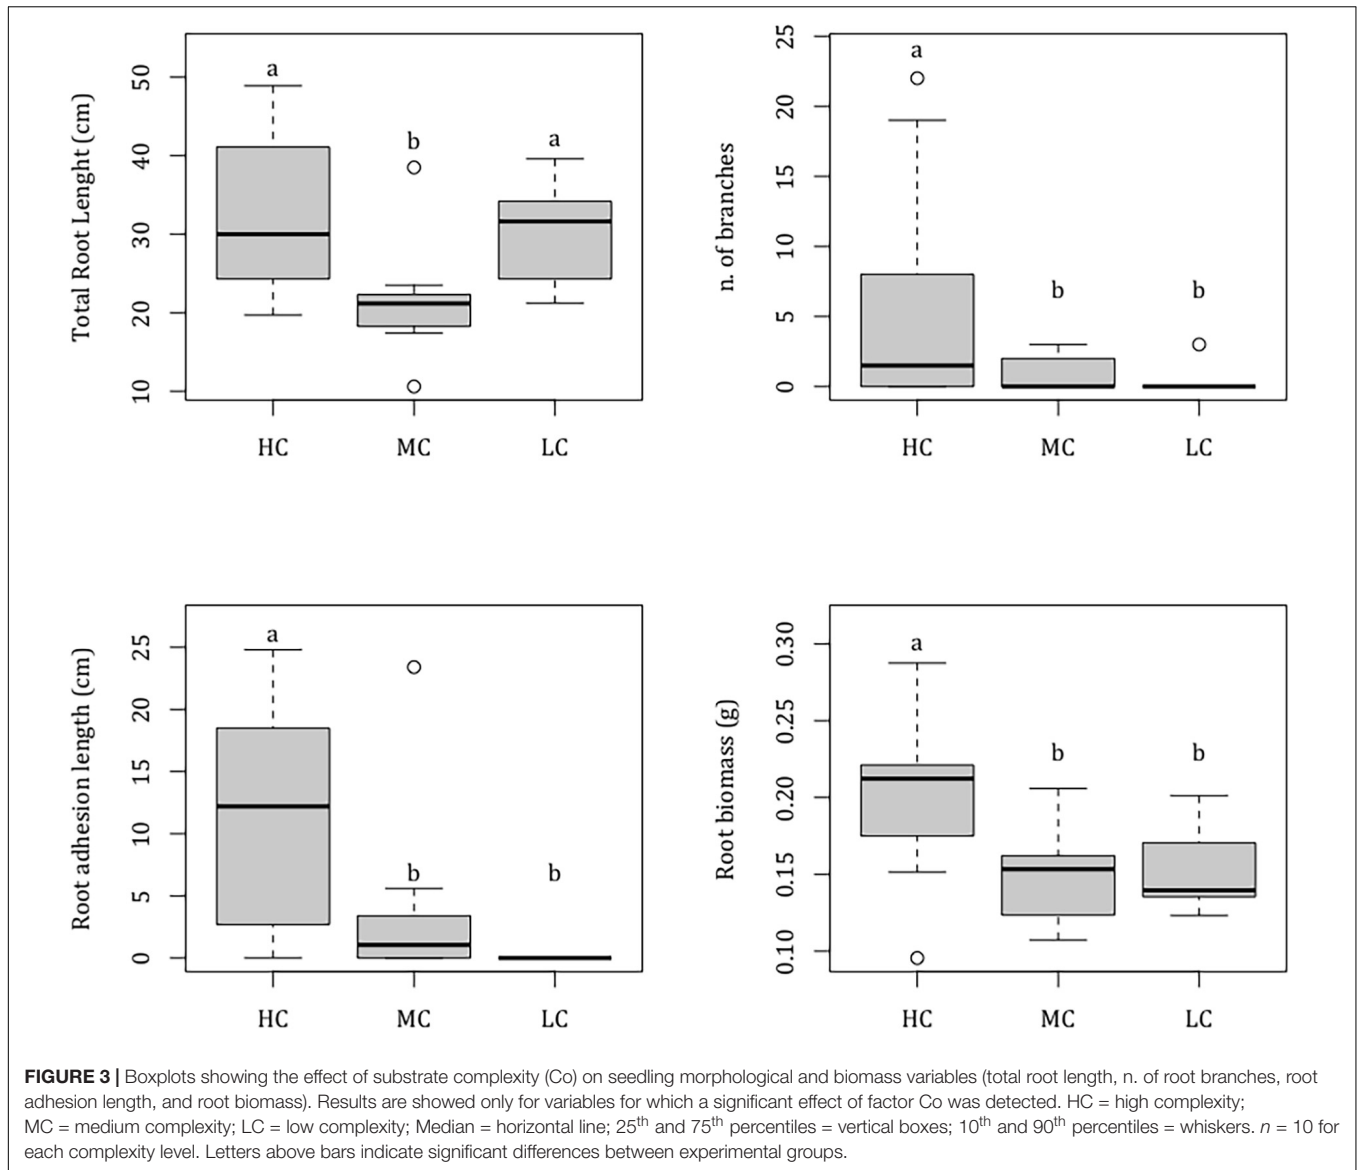 Total Root Lenght (cm)
50
40
30
20
10
a
b
a
HC MC LC
n. of branches
25
20
15
10
5
0
a
b
b
HC MC LC
Root adhesion length (cm)
25
20
15
10
5
0
a
b
b
HC MC LC
Root biomass (g)
0.30
0.25
0.20
0.15
0.10
a
b
b
HC MC LC
FIGURE 3 | Boxplots showing the effect of substrate complexity (Co) on seedling morphological and biomass variables (total root length, n. of root branches, root
adhesion length, and root biomass). Results are showed only for variables for which a significant effect of factor Co was detected. HC = high complexity;
MC = medium complexity; LC = low complexity; Median = horizontal line; 25th and 75th percentiles = vertical boxes; 10th and 90th percentiles = whiskers. n = 10 for
each complexity level. Letters above bars indicate significant differences between experimental groups.